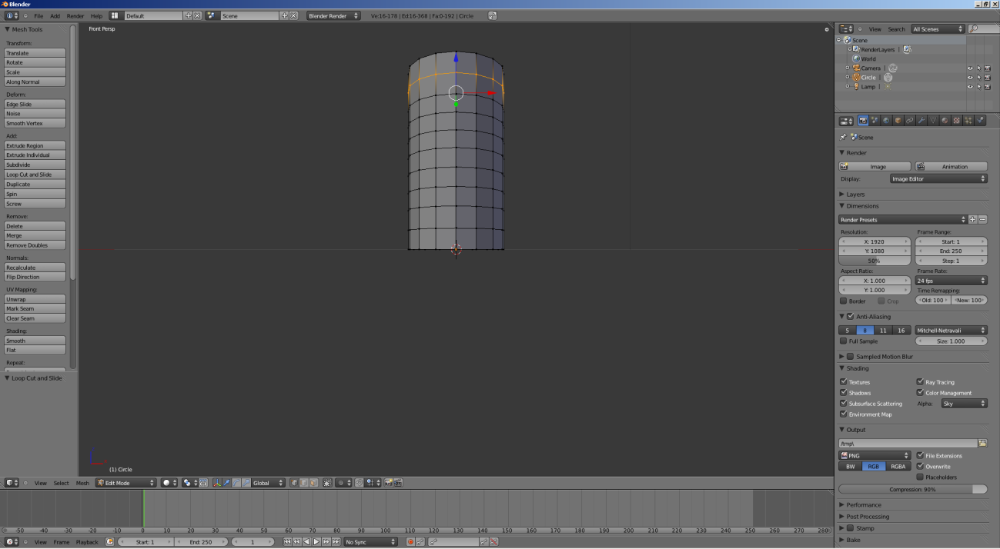 Blender
File Add Render Help Default Scene Blender Render Ve:16-178 | Ed:16-368 | Fa:0-192 | Circle
Mesh Tools
Transform:
Translate
Rotate
Scale
Along Normal
Deform:
Edge Slide
Noise
Smooth Vertex
Add:
Extrude Region
Extrude Individual
Subdivide
Loop Cut and Slide
Duplicate
Spin
Screw
Remove:
Delete
Merge
Remove Doubles
Normals:
Recalculate
Flip Direction
UV Mapping:
Unwrap
Mark Seam
Clear Seam
Shading:
Smooth
Flat
Repeat:
Loop Cut and Slide
Front Persp
(1) Circle
View Select Mesh Edit Mode Global
-50 -40 -30 -20 -10 0 10 20 30 40 50 60 70 80 90 100 110 120 130 140 150 160 170 180 190 200 210 220 230 240 250 260 270 280
View Frame Playback Start: 1 End: 250 1 No Sync
View Search All Scenes
Scene
RenderLayers |
World
Camera |
Circle |
Lamp |
Scene
Render
Image Animation
Display: Image Editor
Layers
Dimensions
Render Presets
Resolution: Frame Range:
X: 1920 Start: 1
Y: 1080 End: 250
50% Step: 1
Aspect Ratio: Frame Rate:
X: 1.000 24 fps
Y: 1.000 Time Remapping:
Border Crop Old: 100 New: 100
Anti-Aliasing
5 8 11 16 Mitchell-Netravali
Full Sample Size: 1.000
Sampled Motion Blur
Shading
Textures Ray Tracing
Shadows Color Management
Subsurface Scattering Alpha: Sky
Environment Map
Output
/tmp\
PNG File Extensions
BW RGB RGBA Overwrite
Placeholders
Compression: 90%
Performance
Post Processing
Stamp
Bake